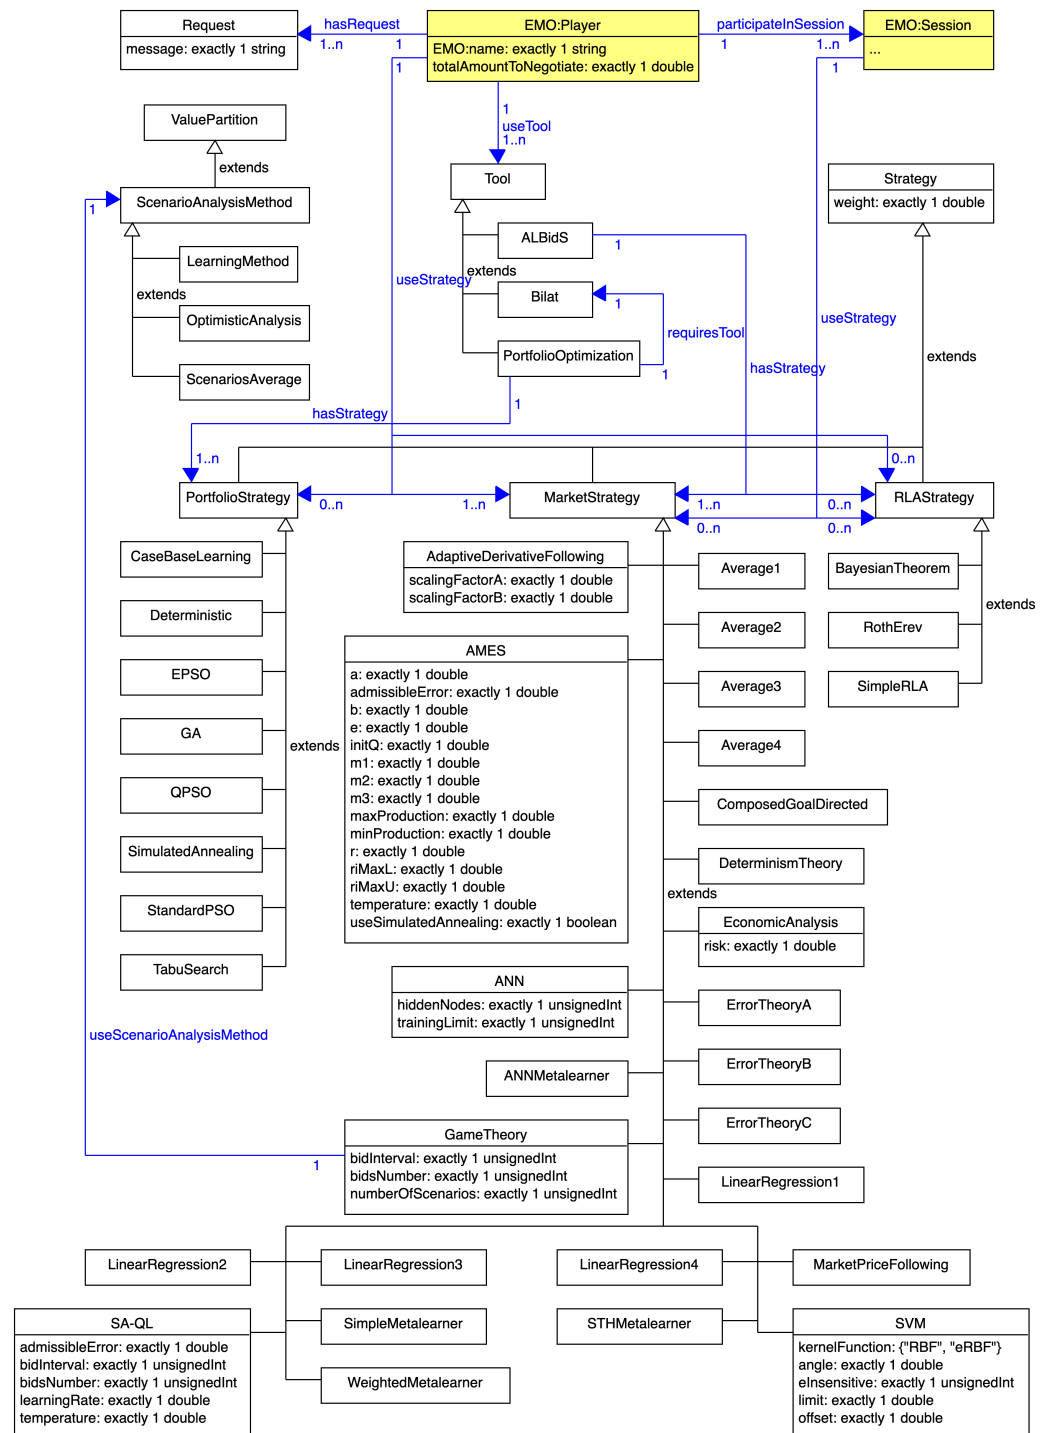 Request
message: exactly 1 string
hasRequest
1..n
1
EMO:Player
EMO:name: exactly 1 string
totalAmountToNegotiate: exactly 1 double
participateInSession
1
1..n
EMO:Session
...
1
1
1
useTool
1..n
ValuePartition
extends
Tool
Strategy
weight: exactly 1 double
ScenarioAnalysisMethod
1
ALBidS
1
LearningMethod
extends
useStrategy
extends
Bilat
1
OptimisticAnalysis
useStrategy
requiresTool
PortfolioOptimization
1
extends
hasStrategy
ScenariosAverage
1
hasStrategy
1..n
0..n
PortfolioStrategy
0..n
1..n
MarketStrategy
1..n
0..n
RLAStrategy
0..n
0..n
CaseBaseLearning
AdaptiveDerivativeFollowing
scalingFactorA: exactly 1 double
scalingFactorB: exactly 1 double
Average1
BayesianTheorem
extends
Deterministic
Average2
RothErev
AMES
a: exactly 1 double
admissibleError: exactly 1 double
b: exactly 1 double
e: exactly 1 double
initQ: exactly 1 double
m1: exactly 1 double
m2: exactly 1 double
m3: exactly 1 double
maxProduction: exactly 1 double
minProduction: exactly 1 double
r: exactly 1 double
riMaxL: exactly 1 double
riMaxU: exactly 1 double
temperature: exactly 1 double
useSimulatedAnnealing: exactly 1 boolean
EPSO
Average3
SimpleRLA
GA
extends
Average4
QPSO
ComposedGoalDirected
SimulatedAnnealing
DeterminismTheory
extends
StandardPSO
EconomicAnalysis
risk: exactly 1 double
TabuSearch
ANN
hiddenNodes: exactly 1 unsignedInt
trainingLimit: exactly 1 unsignedInt
ErrorTheoryA
useScenarioAnalysisMethod
ANNMetalearner
ErrorTheoryB
GameTheory
bidInterval: exactly 1 unsignedInt
bidsNumber: exactly 1 unsignedInt
numberOfScenarios: exactly 1 unsignedInt
1
ErrorTheoryC
LinearRegression1
LinearRegression2
LinearRegression3
LinearRegression4
MarketPriceFollowing
SA-QL
admissibleError: exactly 1 double
bidInterval: exactly 1 unsignedInt
bidsNumber: exactly 1 unsignedInt
learningRate: exactly 1 double
temperature: exactly 1 double
SimpleMetalearner
STHMetalearner
SVM
kernelFunction: {"RBF", "eRBF"}
angle: exactly 1 double
eInsensitive: exactly 1 unsignedInt
limit: exactly 1 double
offset: exactly 1 double
WeightedMetalearner